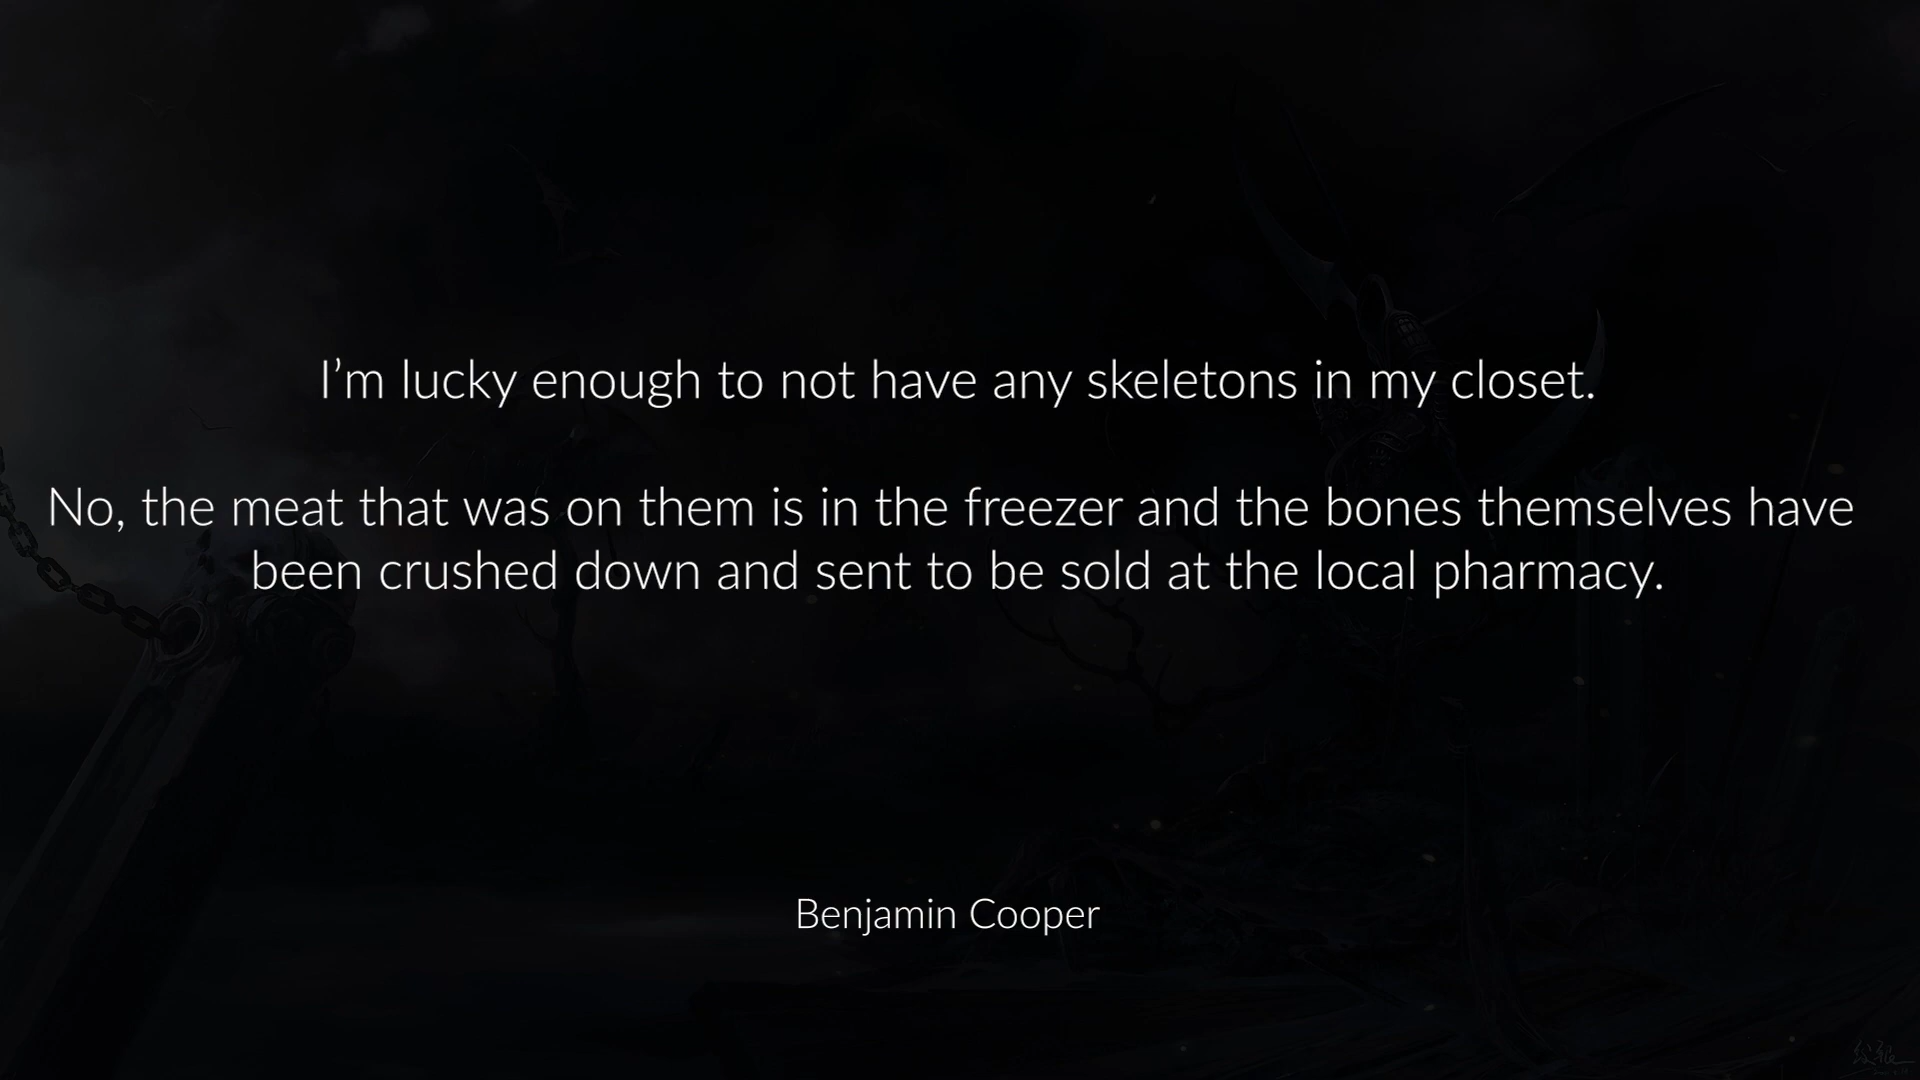 I’m lucky enough to not have any skeletons in my closet.
No, the meat that was on them is in the freezer and the bones themselves have
been crushed down and sent to be sold at the local pharmacy.
Benjamin Cooper